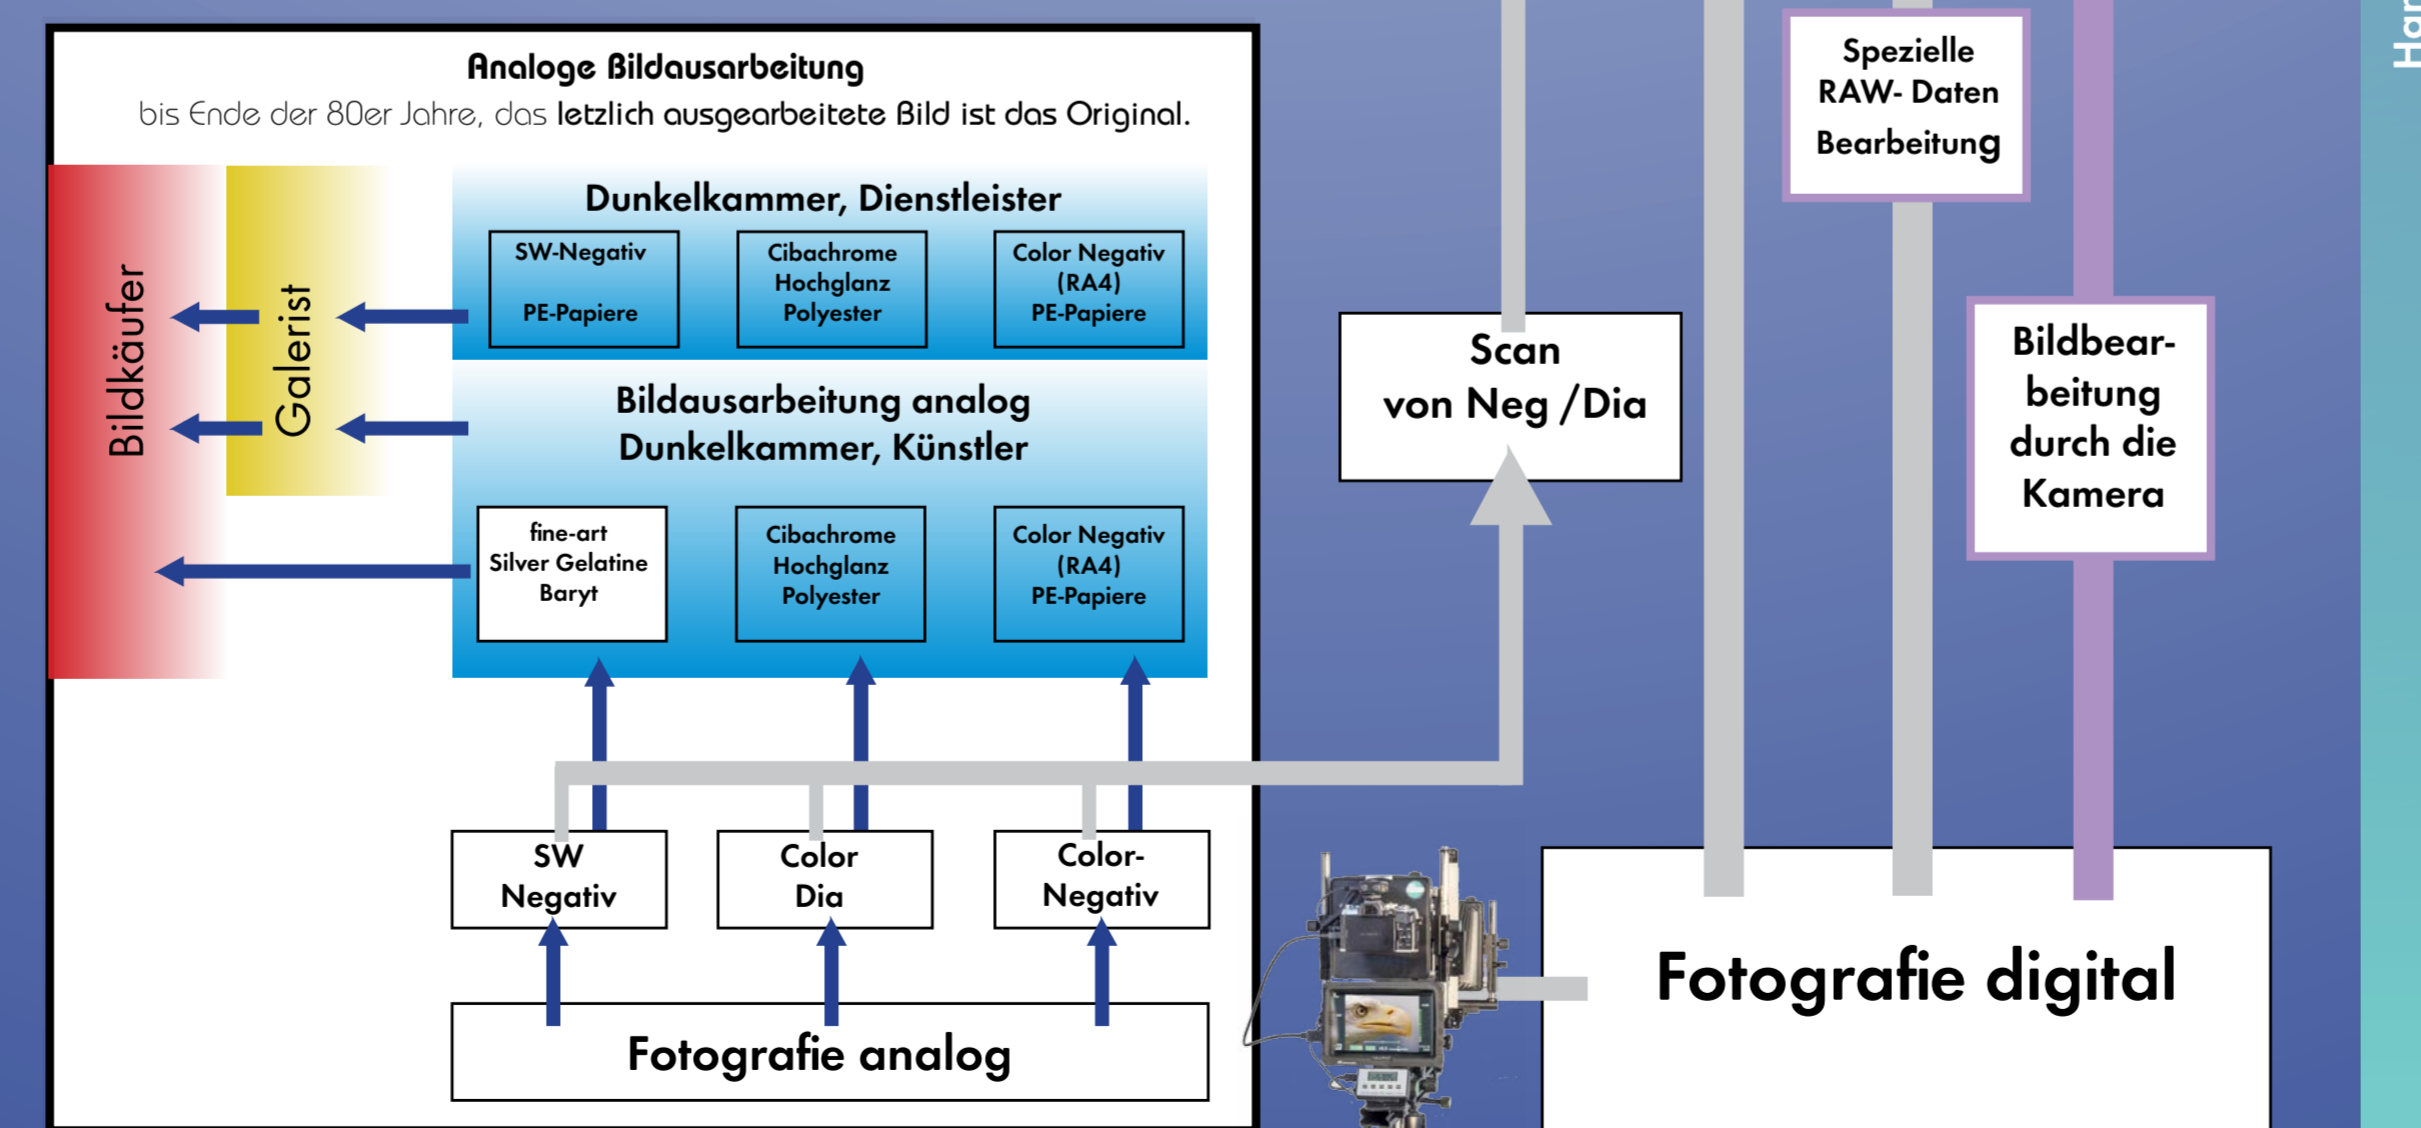 Analoge Bildausarbeitung
bis Ende der 80er Jahre, das letzlich ausgearbeitete Bild ist das Original.
Bildkäufer
Galerist
Dunkelkammer, Dienstleister
SW-Negativ
PE-Papiere
Cibachrome
Hochglanz
Polyester
Color Negativ
(RA4)
PE-Papiere
Bildausarbeitung analog
Dunkelkammer, Künstler
fine-art
Silver Gelatine
Baryt
Cibachrome
Hochglanz
Polyester
Color Negativ
(RA4)
PE-Papiere
SW
Negativ
Color
Dia
Color-
Negativ
Fotografie analog
Scan
von Neg /Dia
Spezielle
RAW- Daten
Bearbeitung
Bildbear-
beitung
durch die
Kamera
Fotografie digital